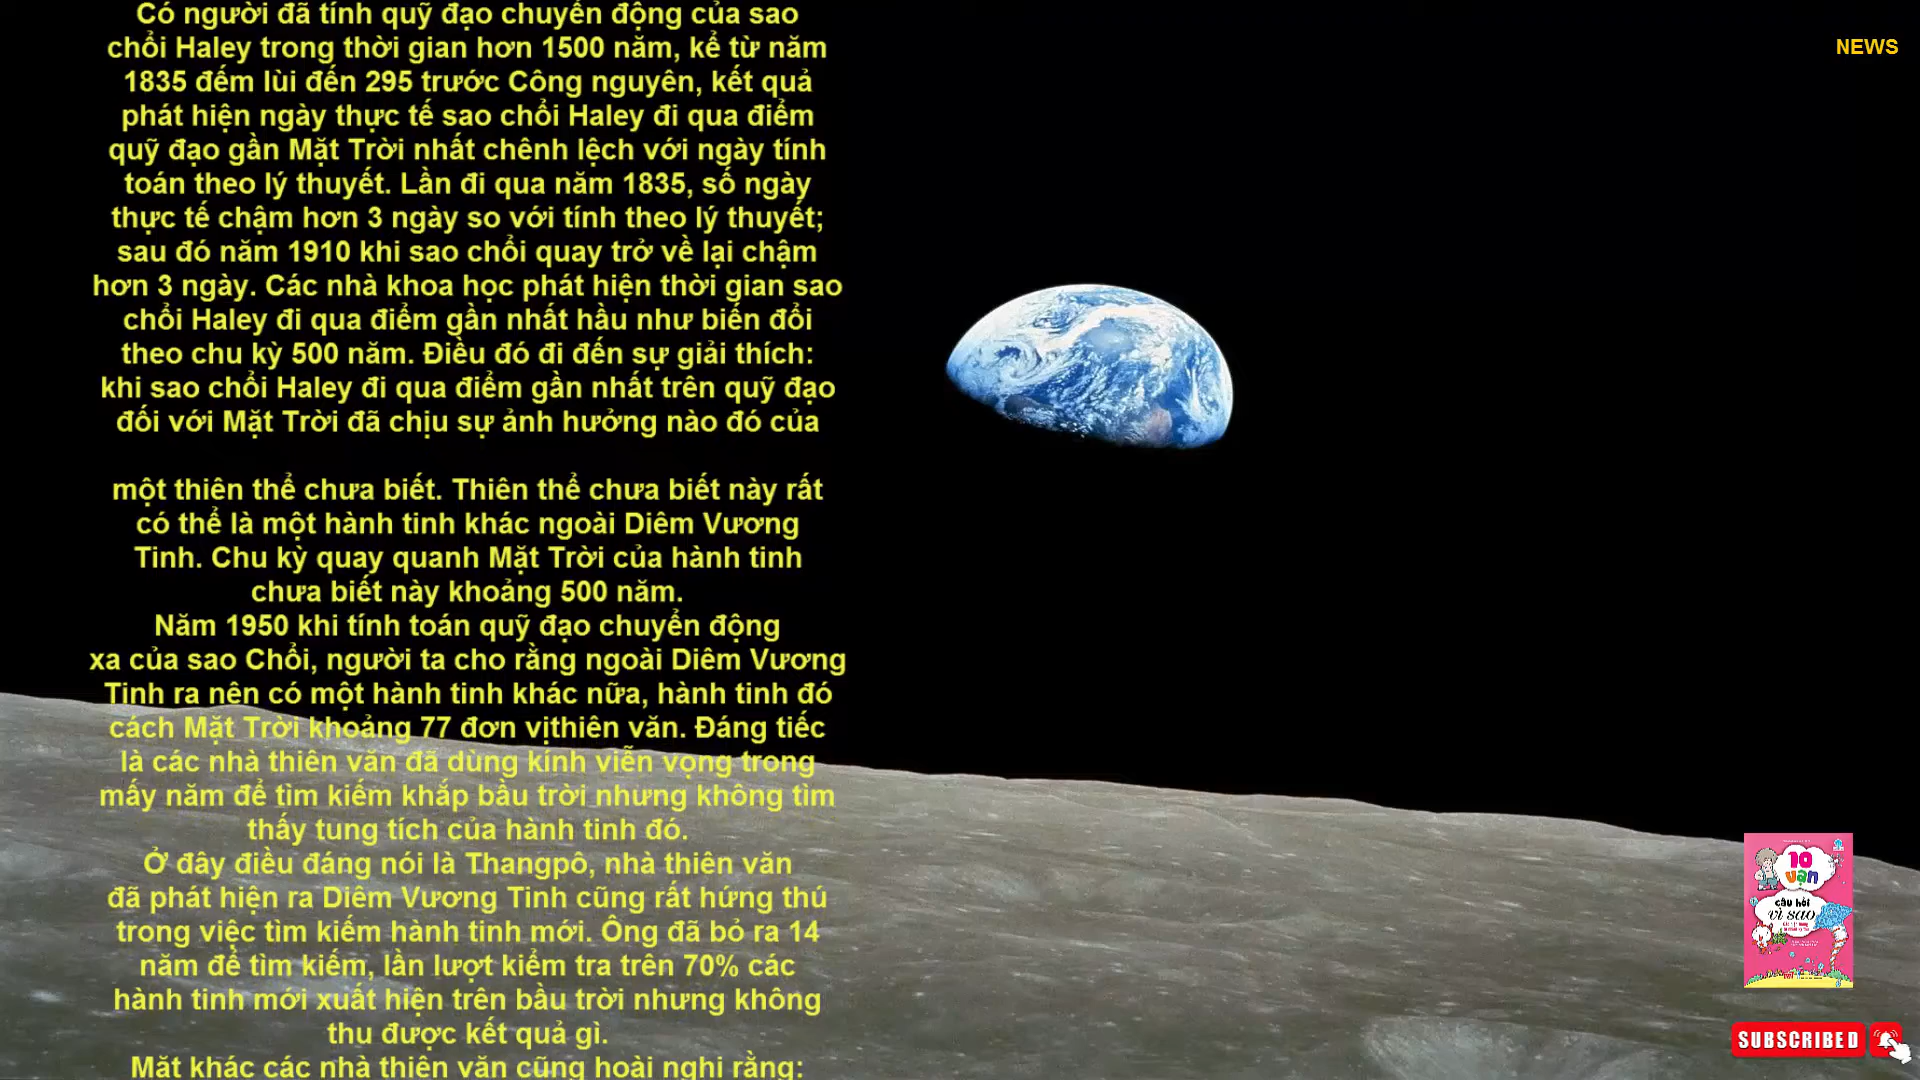 Có người đã tính quỹ đạo chuyển động của sao
chổi Haley trong thời gian hơn 1500 năm, kể từ năm
1835 đếm lùi đến 295 trước Công nguyên, kết quả
phát hiện ngày thực tế sao chổi Haley đi qua điểm
quỹ đạo gần Mặt Trời nhất chênh lệch với ngày tính
toán theo lý thuyết. Lần đi qua năm 1835, số ngày
thực tế chậm hơn 3 ngày so với tính theo lý thuyết;
sau đó năm 1910 khi sao chổi quay trở về lại chậm
hơn 3 ngày. Các nhà khoa học phát hiện thời gian sao
chổi Haley đi qua điểm gần nhất hầu như biến đổi
theo chu kỳ 500 năm. Điều đó đi đến sự giải thích:
khi sao chổi Haley đi qua điểm gần nhất trên quỹ đạo
đối với Mặt Trời đã chịu sự ảnh hưởng nào đó của
một thiên thể chưa biết. Thiên thể chưa biết này rất
có thể là một hành tinh khác ngoài Diêm Vương
Tinh. Chu kỳ quay quanh Mặt Trời của hành tinh
chưa biết này khoảng 500 năm.
Năm 1950 khi tính toán quỹ đạo chuyển động
xa của sao Chổi, người ta cho rằng ngoài Diêm Vương
Tinh ra nên có một hành tinh khác nữa, hành tinh đó
cách Mặt Trời khoảng 77 đơn vịthiên văn. Đáng tiếc
là các nhà thiên văn đã dùng kính viễn vọng trong
mấy năm để tìm kiếm khắp bầu trời nhưng không tìm
thấy tung tích của hành tinh đó.
Ở đây điều đáng nói là Thangpô, nhà thiên văn
đã phát hiện ra Diêm Vương Tinh cũng rất hứng thú
trong việc tìm kiếm hành tinh mới. Ông đã bỏ ra 14
năm để tìm kiếm, lần lượt kiểm tra trên 70% các
hành tinh mới xuất hiện trên bầu trời nhưng không
thu được kết quả gì.
Mặt khác các nhà thiên văn cũng hoài nghi rằng:
NEWS
10
vạn
câu hỏi
vì sao
SUBSCRIBED